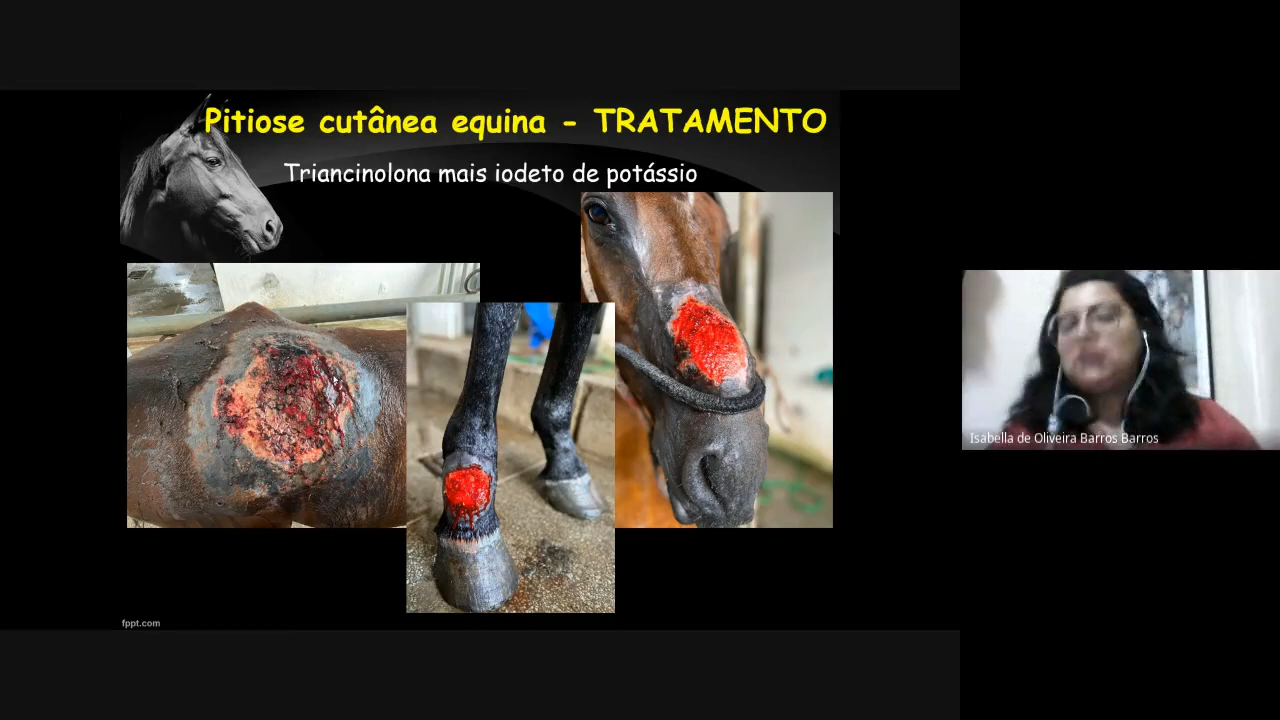 Pitiose cutânea equina - TRATAMENTO
Triancinolona mais iodeto de potássio
Isabella de Oliveira Barros Barros
fppt.com